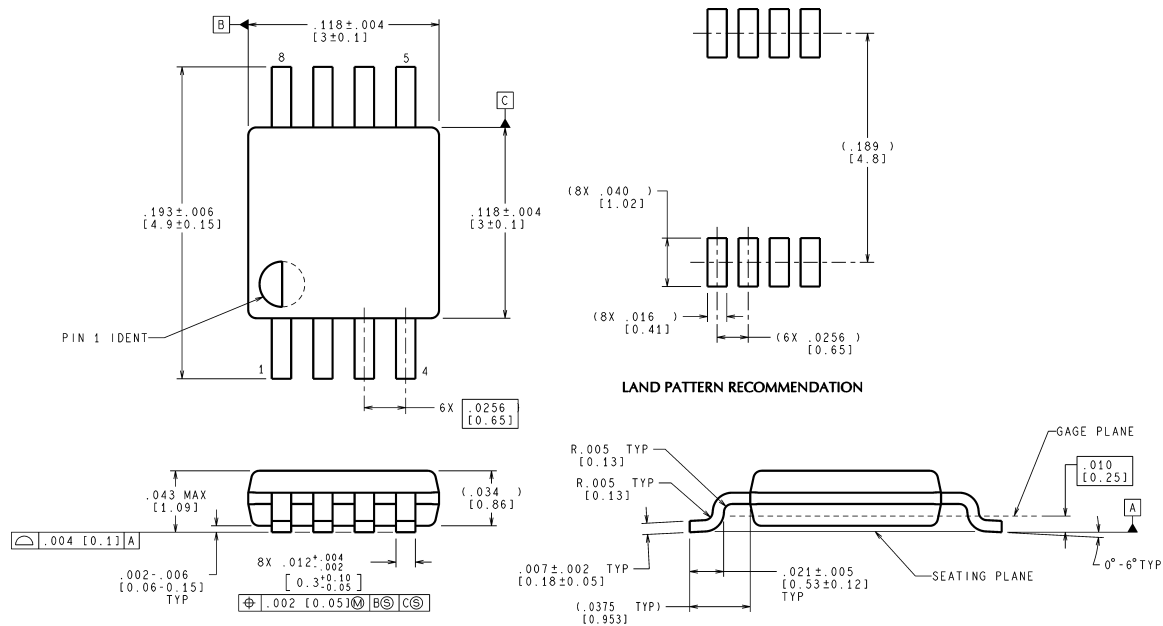 B
.118±.004
[3±0.1]
8
5
C
.193±.006
[4.9±0.15]
.118±.004
[3±0.1]
PIN 1 IDENT
1
4
6X .0256
[0.65]
(.189 )
[4.8]
(8X .040 )
[1.02]
(8X .016 )
[0.41]
(6X .0256 )
[0.65]
LAND PATTERN RECOMMENDATION
.043 MAX
[1.09]
(.034 )
[0.86]
⌓ .004 [0.1] A
.002-.006
[0.06-0.15]
TYP
8X .012 +.004 -.002
[0.3 +0.10 -0.05]
⌖ .002 [0.05]Ⓜ BⓈ CⓈ
R.005 TYP
[0.13]
R.005 TYP
[0.13]
GAGE PLANE
.010
[0.25]
A
0°-6°TYP
SEATING PLANE
.007±.002 TYP
[0.18±0.05]
.021±.005
[0.53±0.12]
TYP
(.0375 TYP)
[0.953]